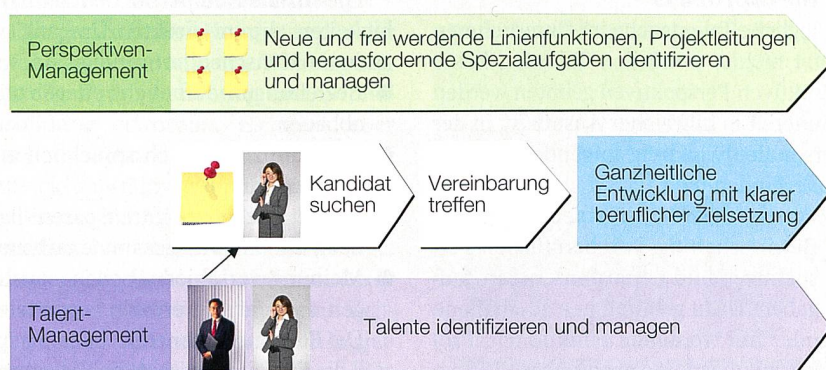 Perspektiven-
Management
Neue und frei werdende Linienfunktionen, Projektleitungen
und herausfordernde Spezialaufgaben identifizieren
und managen
Kandidat
suchen
Vereinbarung
treffen
Ganzheitliche
Entwicklung mit klarer
beruflicher Zielsetzung
Talent-
Management
Talente identifizieren und managen